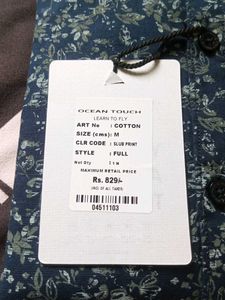 OCEAN TOUCH
LEARN TO FLY
ART No : COTTON
SIZE (cms): M
CLR CODE : SLUB PRINT
STYLE : FULL
Net Qty : 1 N
MAXIMUM RETAIL PRICE
Rs. 829/-
(INCL OF ALL TAXES)
04511103